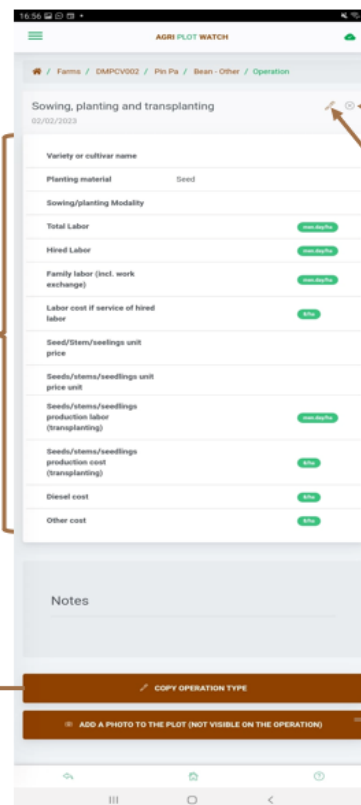 16:56
AGRI PLOT WATCH
/ Farms / DMPCV002 / Pin Pa / Bean - Other / Operation
Sowing, planting and transplanting
02/02/2023
Variety or cultivar name
Planting material Seed
Sowing/planting Modality
Total Labor man.day/ha
Hired Labor man.day/ha
Family labor (incl. work
exchange) man.day/ha
Labor cost if service of hired
labor
Seed/Stem/seelings unit
price
Seeds/stems/seedlings unit
price unit
Seeds/stems/seedlings
production labor man.day/ha
(transplanting)
Seeds/stems/seedlings
production cost
(transplanting)
Diesel cost
Other cost
Notes
COPY OPERATION TYPE
ADD A PHOTO TO THE PLOT (NOT VISIBLE ON THE OPERATION)